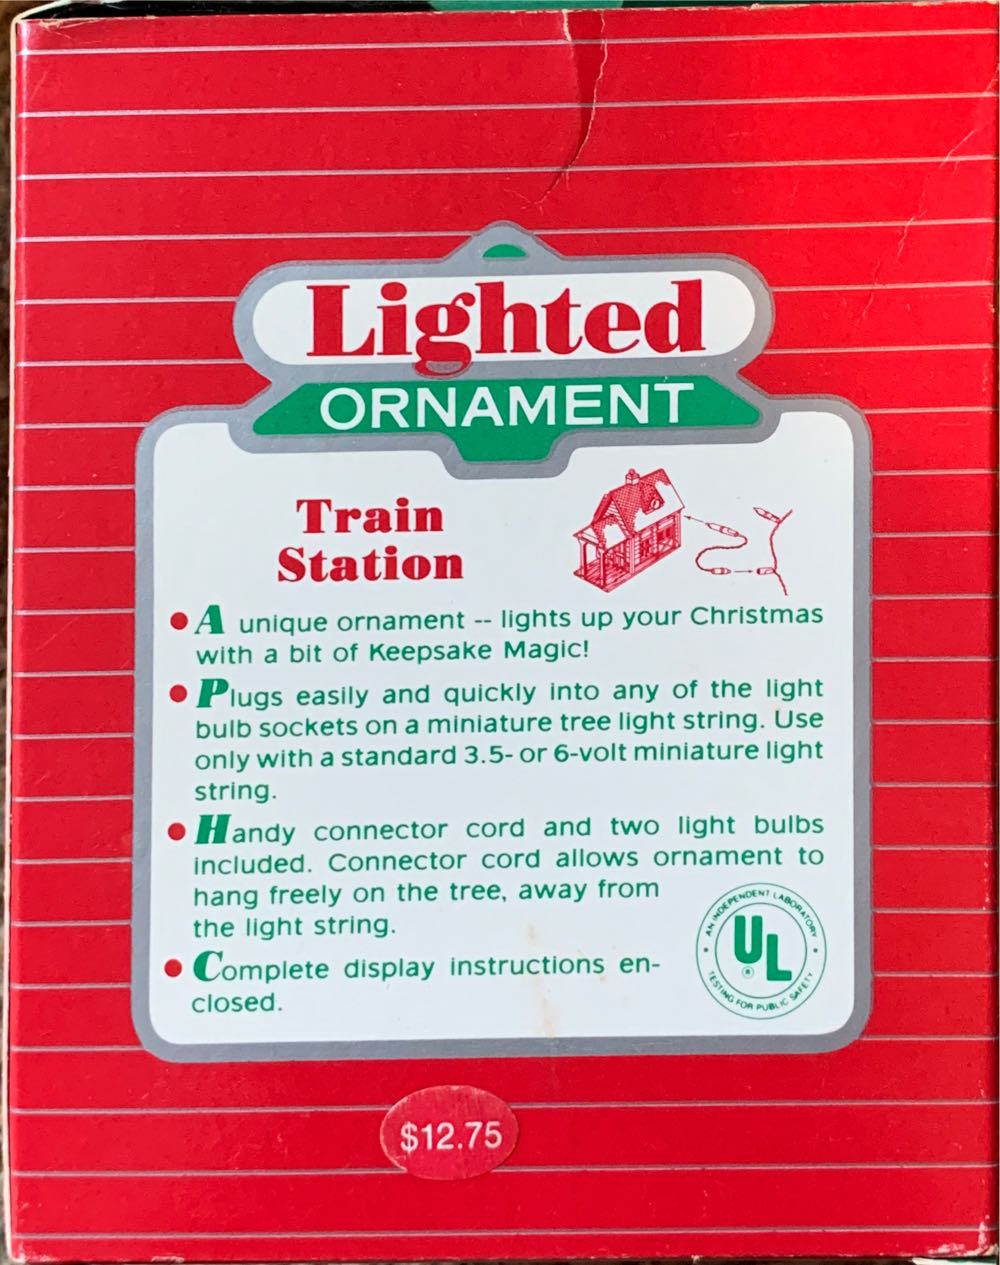 Lighted
ORNAMENT
Train
Station
• A unique ornament -- lights up your Christmas
with a bit of Keepsake Magic!
• Plugs easily and quickly into any of the light
bulb sockets on a miniature tree light string. Use
only with a standard 3.5- or 6-volt miniature light
string.
• Handy connector cord and two light bulbs
included. Connector cord allows ornament to
hang freely on the tree, away from
the light string.
• Complete display instructions en-
closed.
AN INDEPENDENT LABORATORY
UL
®
TESTING FOR PUBLIC SAFETY
$12.75